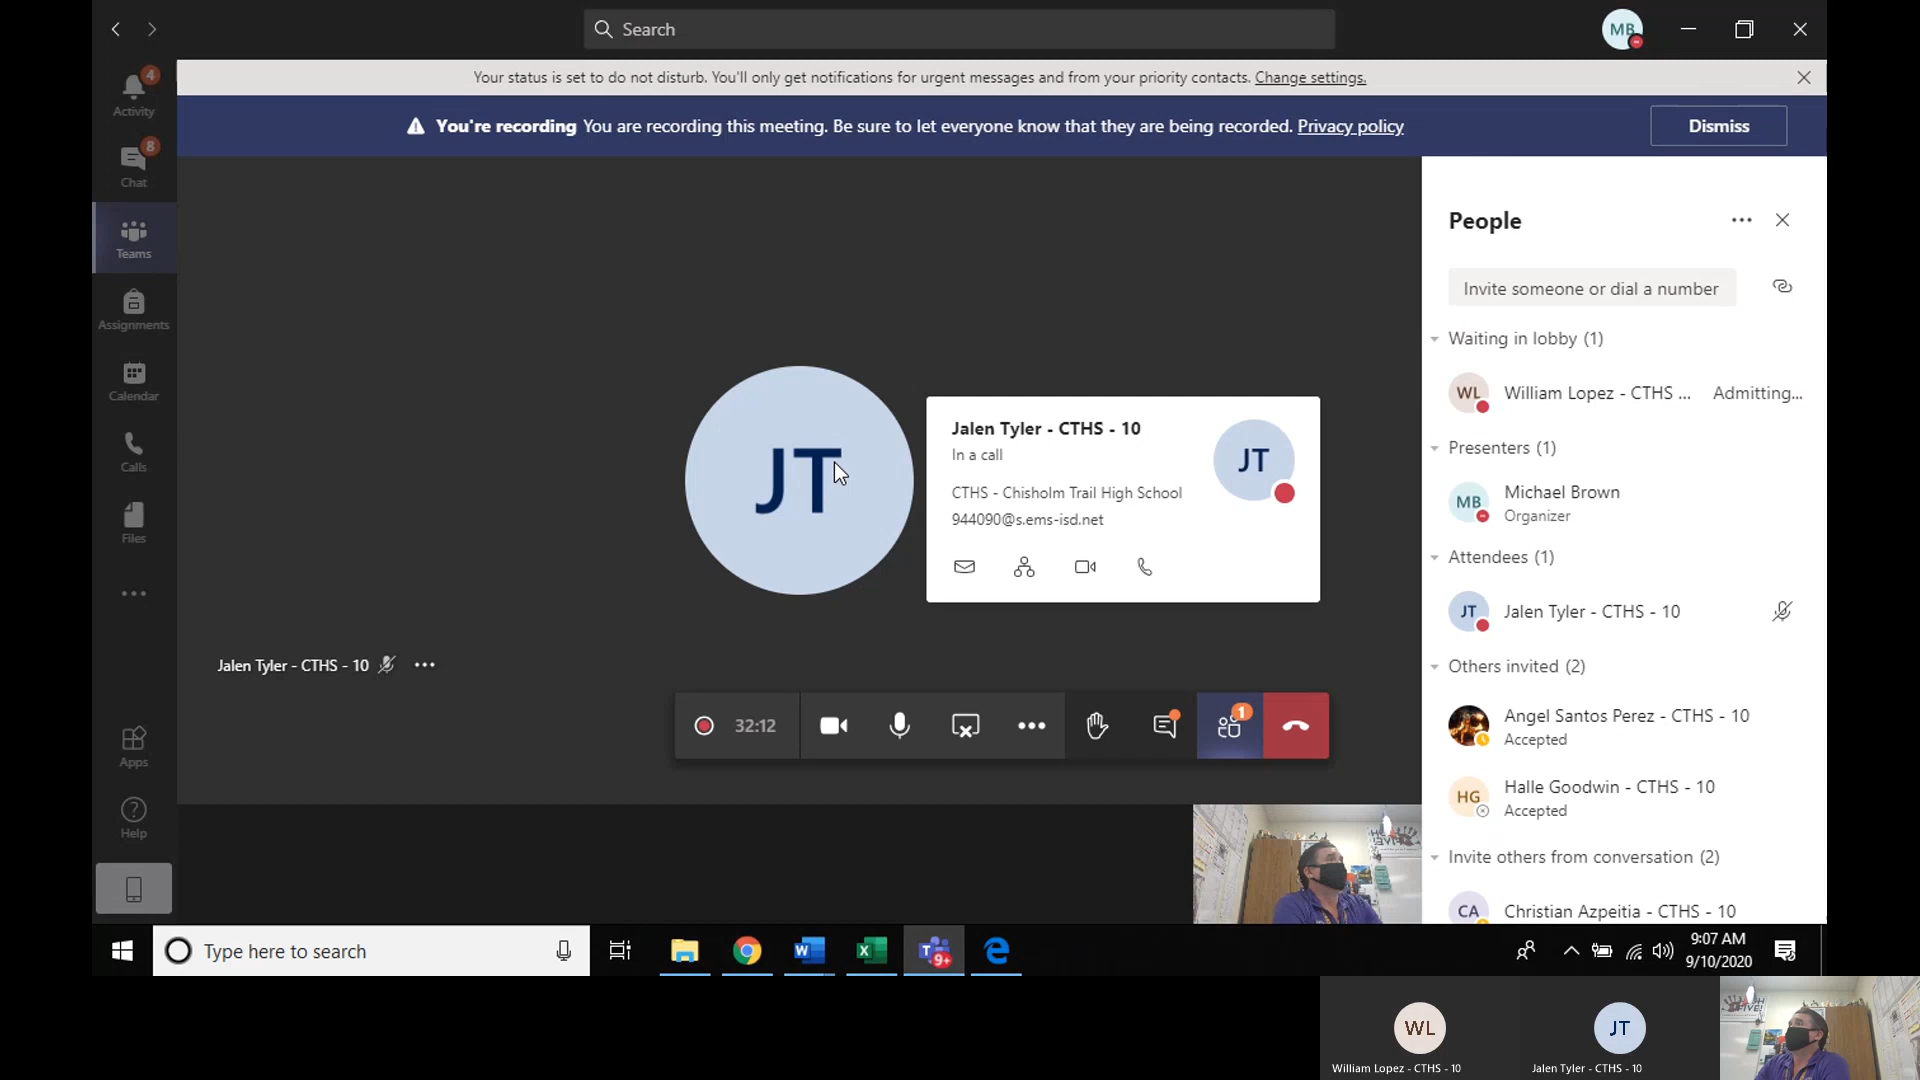 Search
MB
Your status is set to do not disturb. You'll only get notifications for urgent messages and from your priority contacts. Change settings.
You're recording You are recording this meeting. Be sure to let everyone know that they are being recorded. Privacy policy
Dismiss
4
Activity
8
Chat
Teams
Assignments
Calendar
Calls
Files
Apps
Help
JT
Jalen Tyler - CTHS - 10
In a call
CTHS - Chisholm Trail High School
944090@s.ems-isd.net
JT
Jalen Tyler - CTHS - 10
32:12
1
People
Invite someone or dial a number
Waiting in lobby (1)
WL
William Lopez - CTHS ...
Admitting...
Presenters (1)
MB
Michael Brown
Organizer
Attendees (1)
JT
Jalen Tyler - CTHS - 10
Others invited (2)
Angel Santos Perez - CTHS - 10
Accepted
HG
Halle Goodwin - CTHS - 10
Accepted
Invite others from conversation (2)
CA
Christian Azpeitia - CTHS - 10
Type here to search
9+
9:07 AM
9/10/2020
WL
William Lopez - CTHS - 10
JT
Jalen Tyler - CTHS - 10